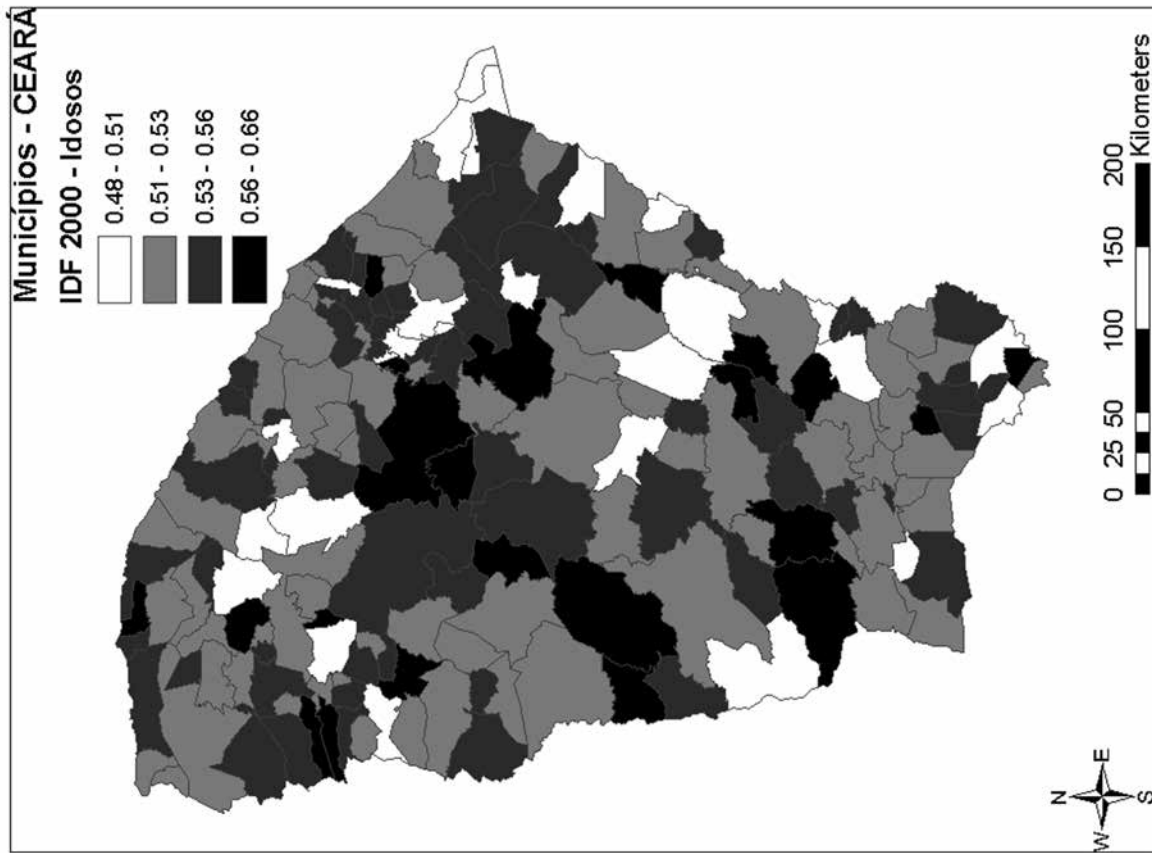 Municípios - CEARÁ
IDF 2000 - Idosos
0.48 - 0.51
0.51 - 0.53
0.53 - 0.56
0.56 - 0.66
0 25 50 100 150 200
Kilometers
N
W E
S